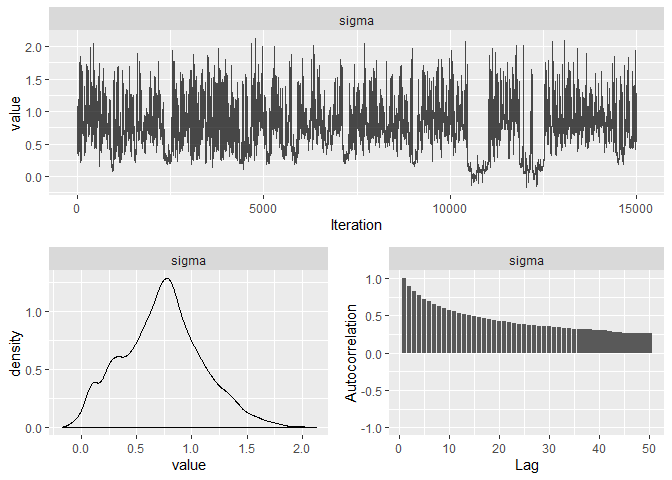 sigma
value
2.0
1.5
1.0
0.5
0.0
0 5000 10000 15000
Iteration
sigma
density
1.0
0.5
0.0
0.0 0.5 1.0 1.5 2.0
value
sigma
Autocorrelation
1.0
0.5
0.0
-0.5
-1.0
0 10 20 30 40 50
Lag